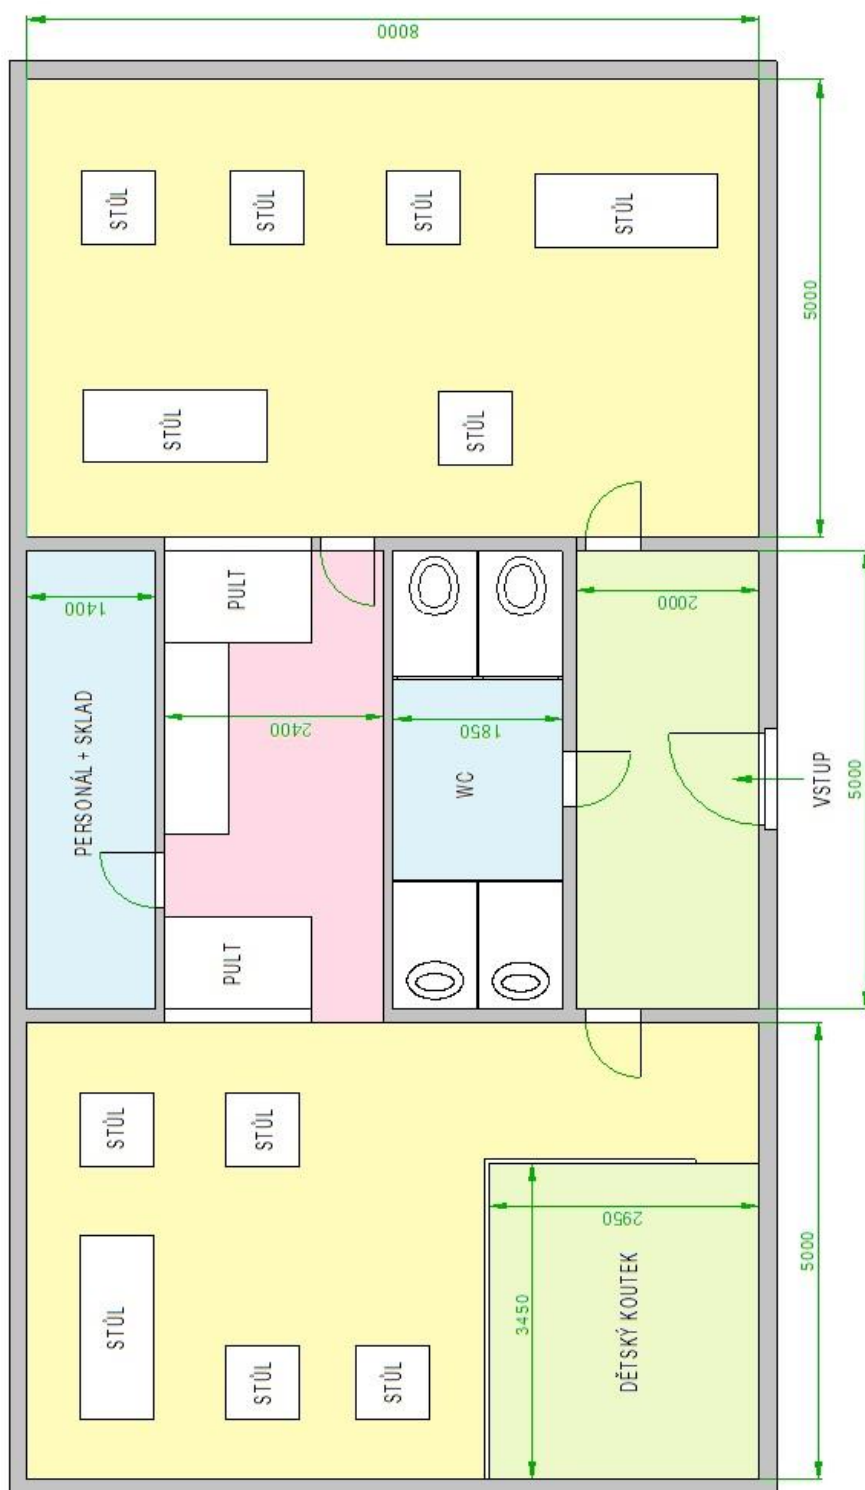 STŮL
STŮL
PERSONÁL + SKLAD
1400
STŮL
STŮL
STŮL
STŮL
PULT
PULT
STŮL
2400
STŮL
8000
STŮL
WC
1850
STŮL
3450
DĚTSKÝ KOUTEK
2950
2000
STŮL
5000
VSTUP
5000
5000